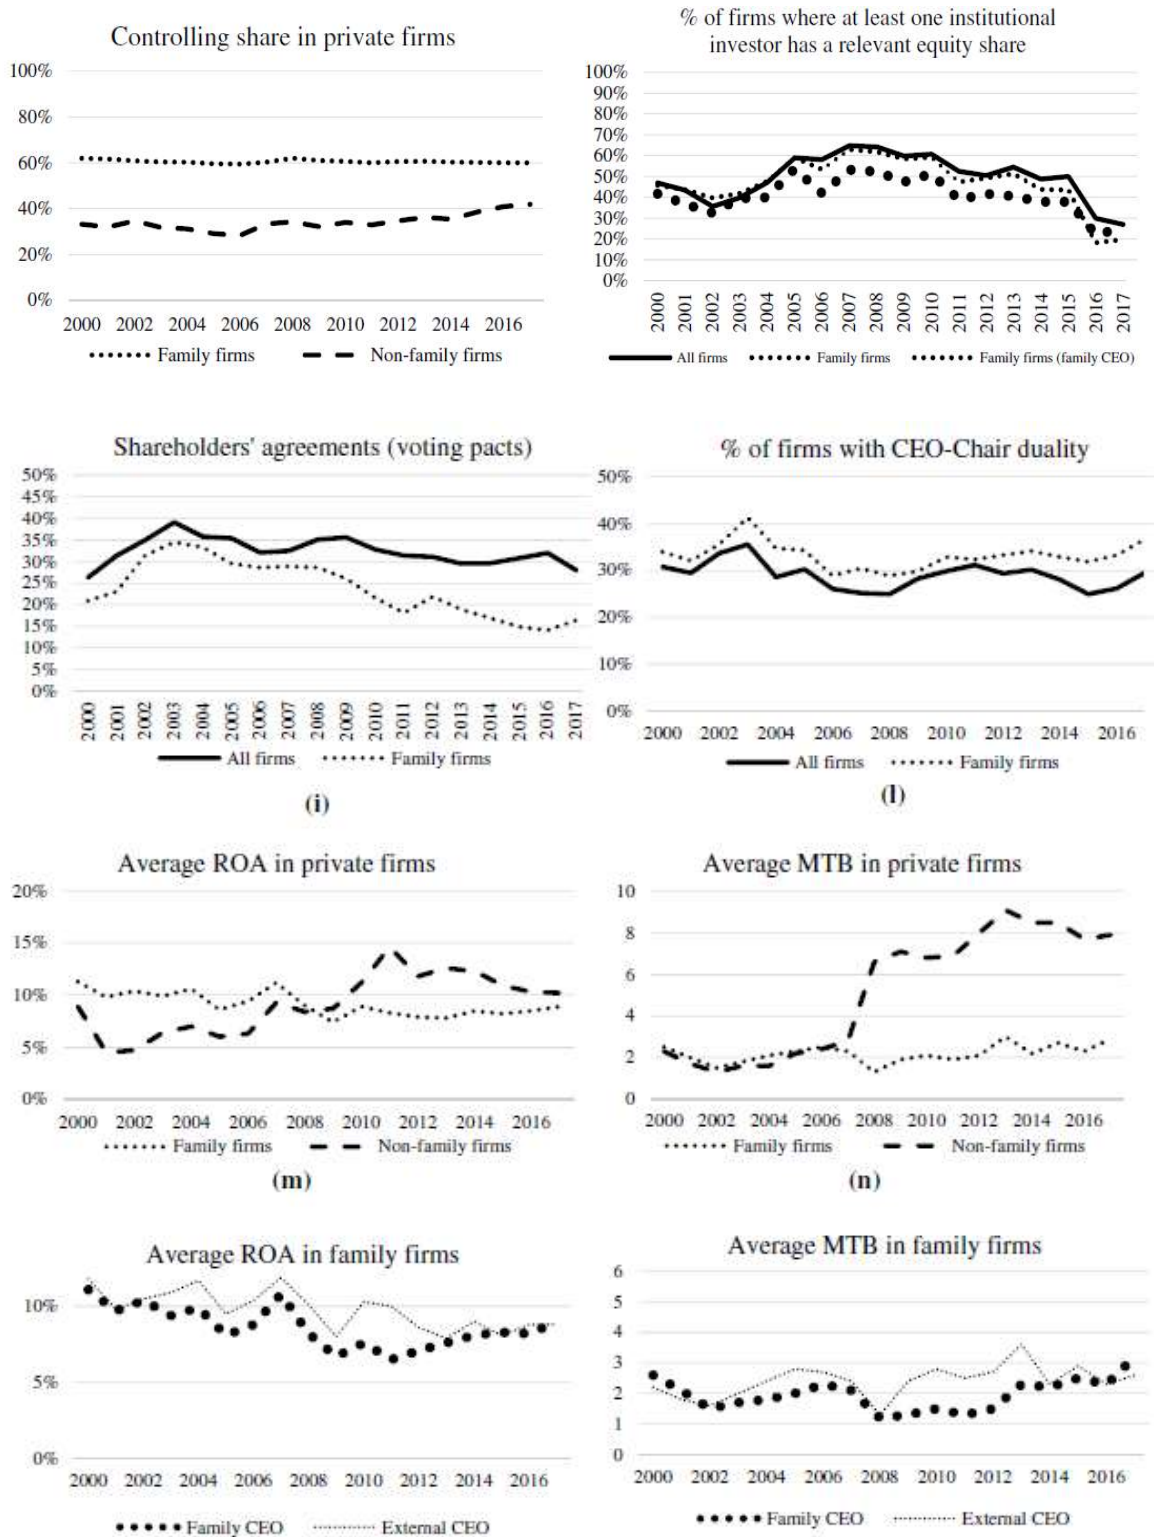 Controlling share in private firms
100%
80%
60%
40%
20%
0%
2000 2002 2004 2006 2008 2010 2012 2014 2016
Family firms Non-family firms
% of firms where at least one institutional
investor has a relevant equity share
100%
90%
80%
70%
60%
50%
40%
30%
20%
10%
0%
2000 2001 2002 2003 2004 2005 2006 2007 2008 2009 2010 2011 2012 2013 2014 2015 2016 2017
All firms Family firms Family firms (family CEO)
Shareholders' agreements (voting pacts)
50%
45%
40%
35%
30%
25%
20%
15%
10%
5%
0%
2000 2001 2002 2003 2004 2005 2006 2007 2008 2009 2010 2011 2012 2013 2014 2015 2016 2017
All firms Family firms
(i)
% of firms with CEO-Chair duality
50%
40%
30%
20%
10%
0%
2000 2002 2004 2006 2008 2010 2012 2014 2016
All firms Family firms
(l)
Average ROA in private firms
20%
15%
10%
5%
0%
2000 2002 2004 2006 2008 2010 2012 2014 2016
Family firms Non-family firms
(m)
Average MTB in private firms
10
8
6
4
2
0
2000 2002 2004 2006 2008 2010 2012 2014 2016
Family firms Non-family firms
(n)
Average ROA in family firms
10%
5%
0%
2000 2002 2004 2006 2008 2010 2012 2014 2016
Family CEO External CEO
Average MTB in family firms
6
5
4
3
2
1
0
2000 2002 2004 2006 2008 2010 2012 2014 2016
Family CEO External CEO